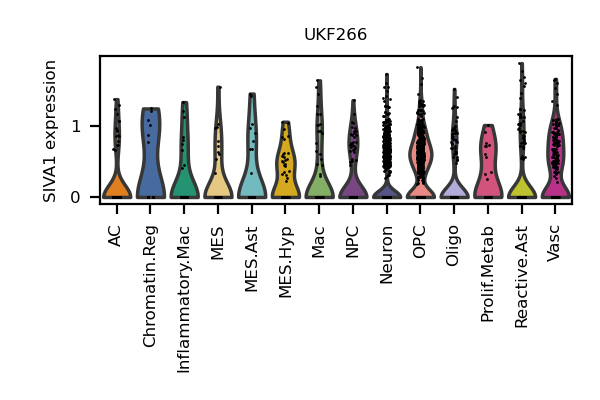 UKF266
SIVA1 expression
1
0
AC
Chromatin.Reg
Inflammatory.Mac
MES
MES.Ast
MES.Hyp
Mac
NPC
Neuron
OPC
Oligo
Prolif.Metab
Reactive.Ast
Vasc